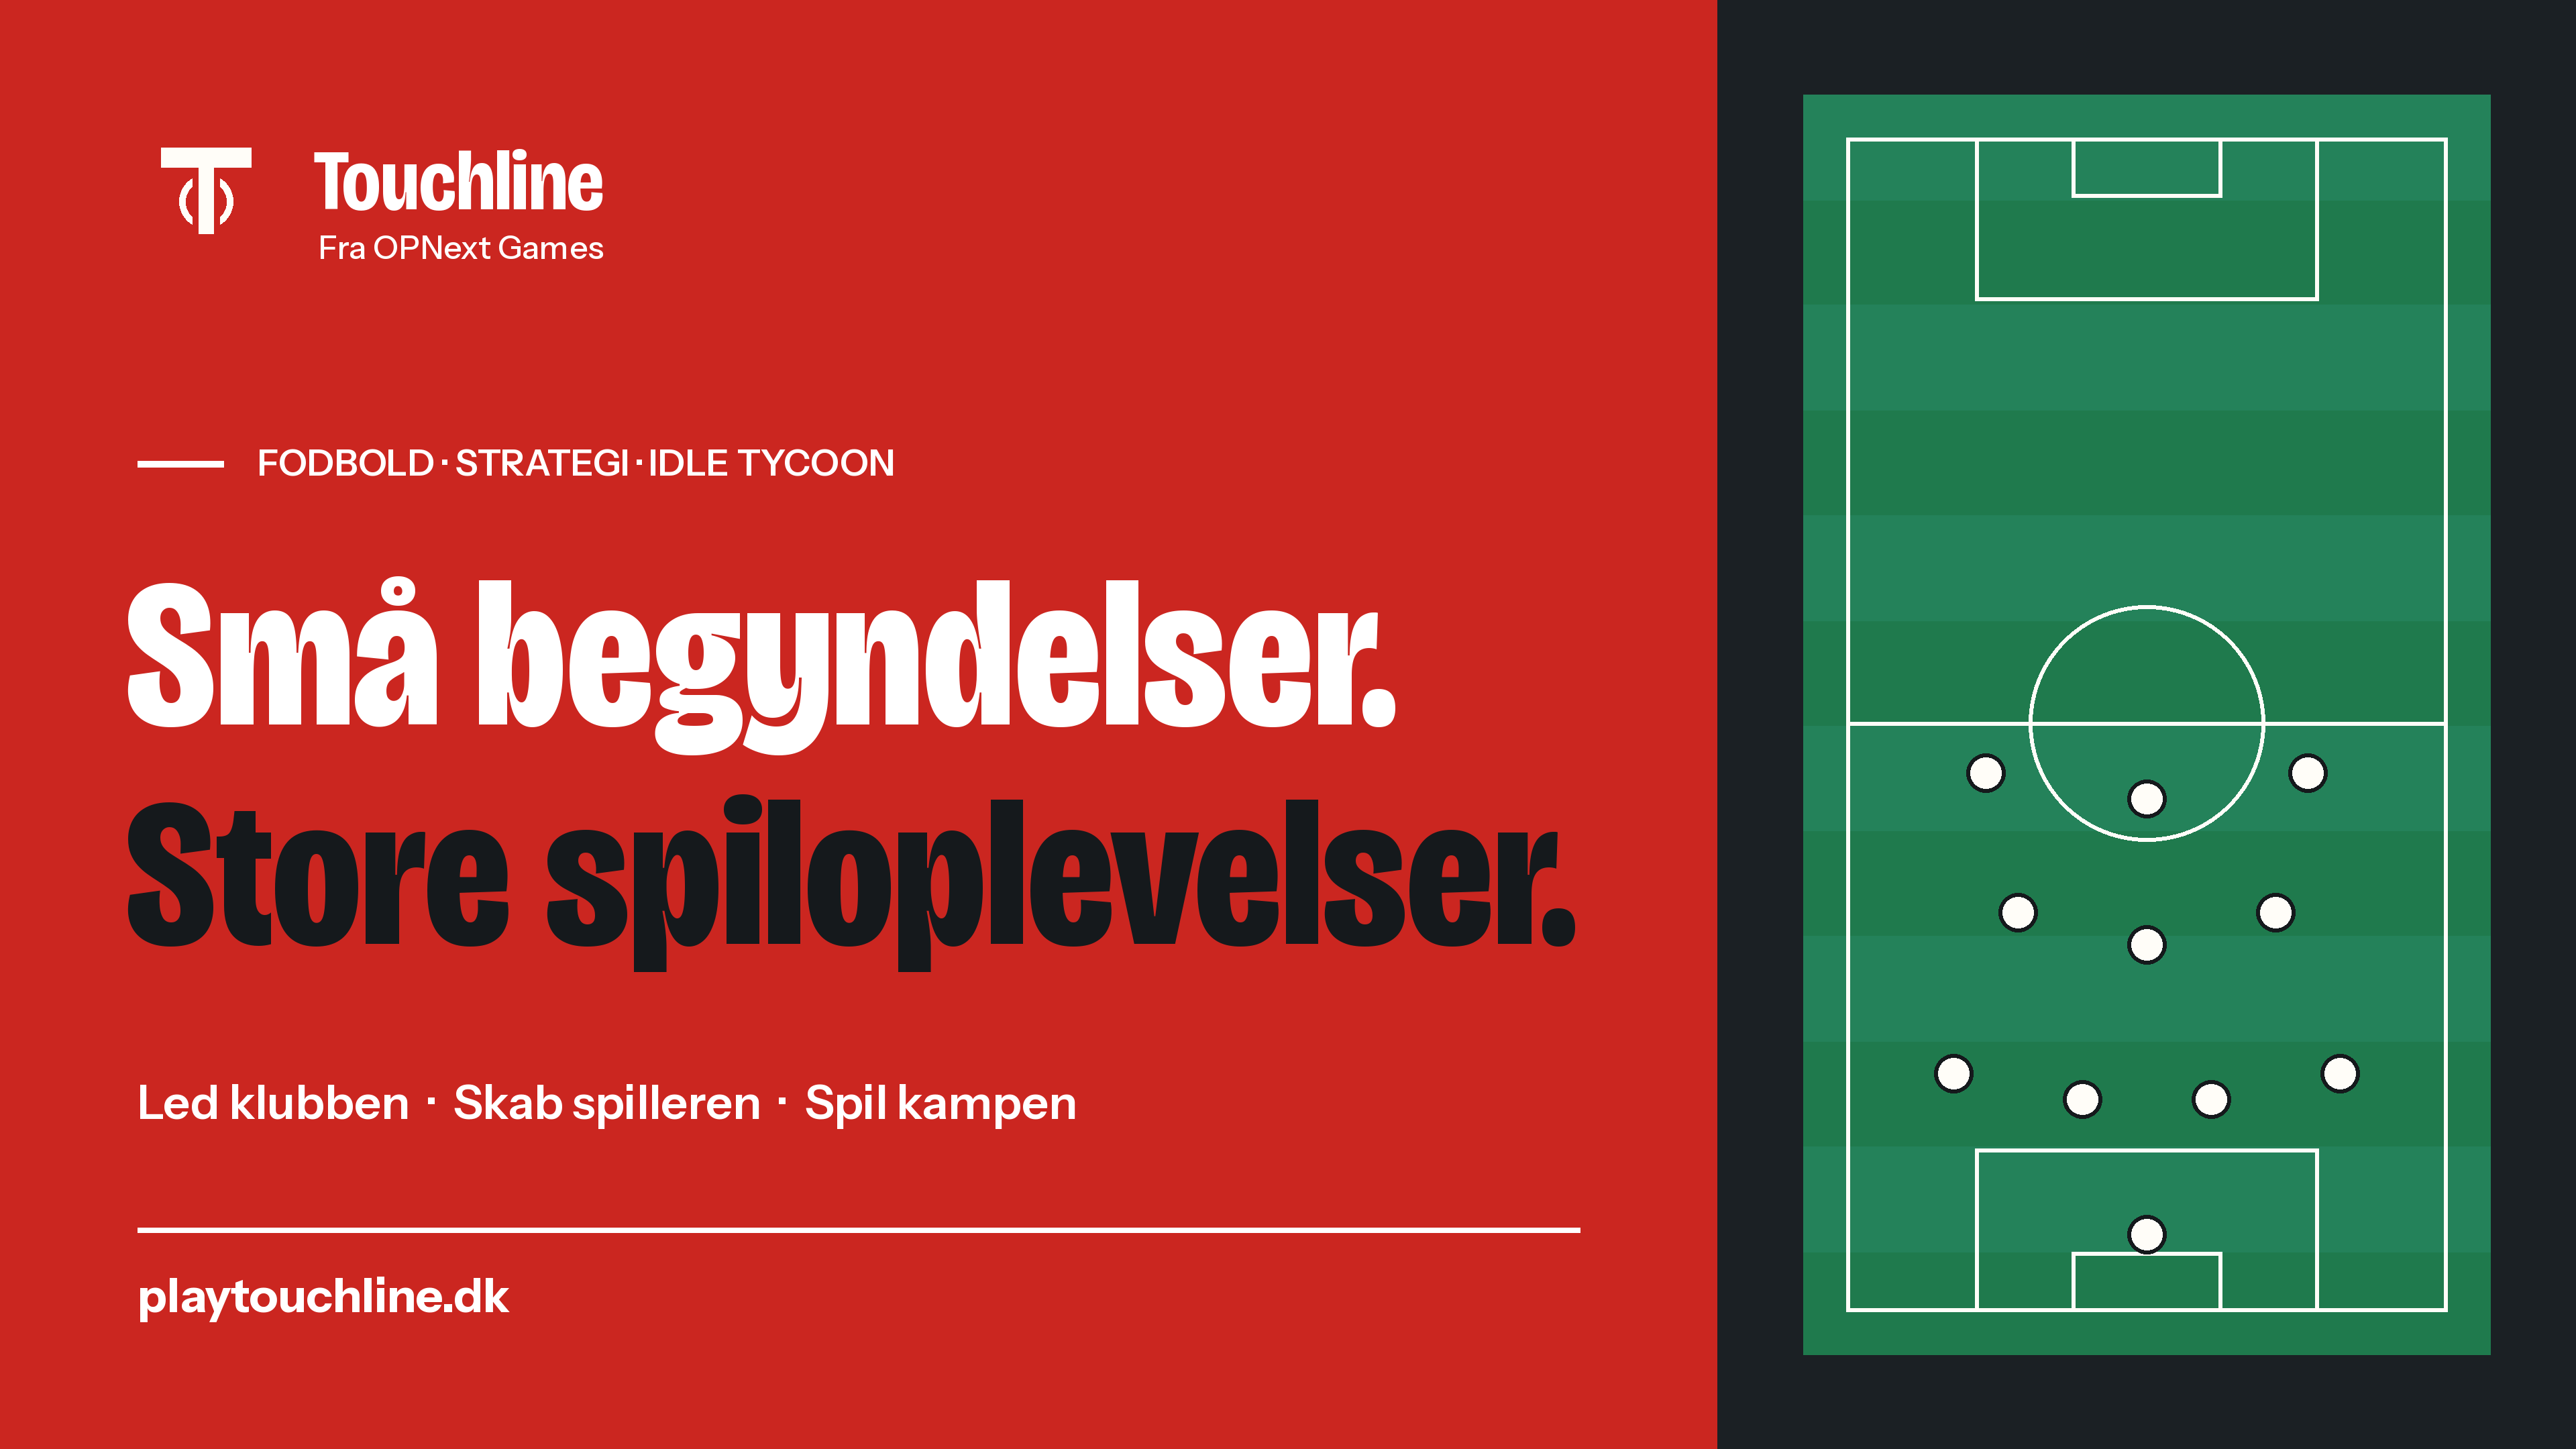 Touchline
Fra OPNext Games
FODBOLD · STRATEGI · IDLE TYCOON
Små begyndelser.
Store spiloplevelser.
Led klubben · Skab spilleren · Spil kampen
playtouchline.dk